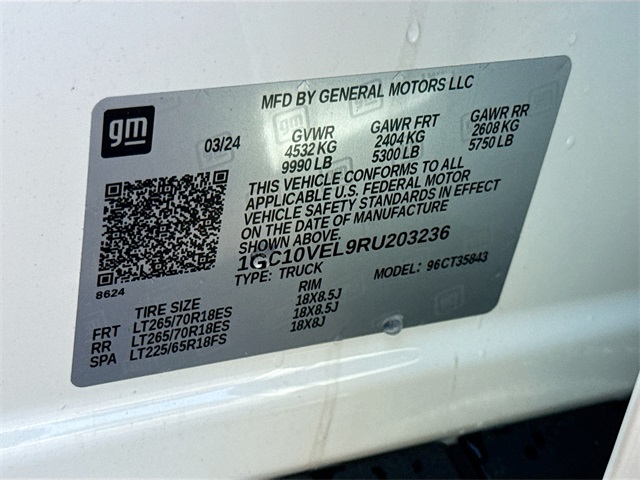 MFD BY GENERAL MOTORS LLC
gm
03/24
GVWR GAWR FRT GAWR RR
4532 KG 2404 KG 2608 KG
9990 LB 5300 LB 5750 LB
THIS VEHICLE CONFORMS TO ALL
APPLICABLE U.S. FEDERAL MOTOR
VEHICLE SAFETY STANDARDS IN EFFECT
ON THE DATE OF MANUFACTURE
SHOWN ABOVE.
1GC10VEL9RU203236
TYPE: TRUCK MODEL: 96CT35843
8624
TIRE SIZE RIM
FRT LT265/70R18ES 18X8.5J
RR LT265/70R18ES 18X8.5J
SPA LT225/65R18FS 18X8J